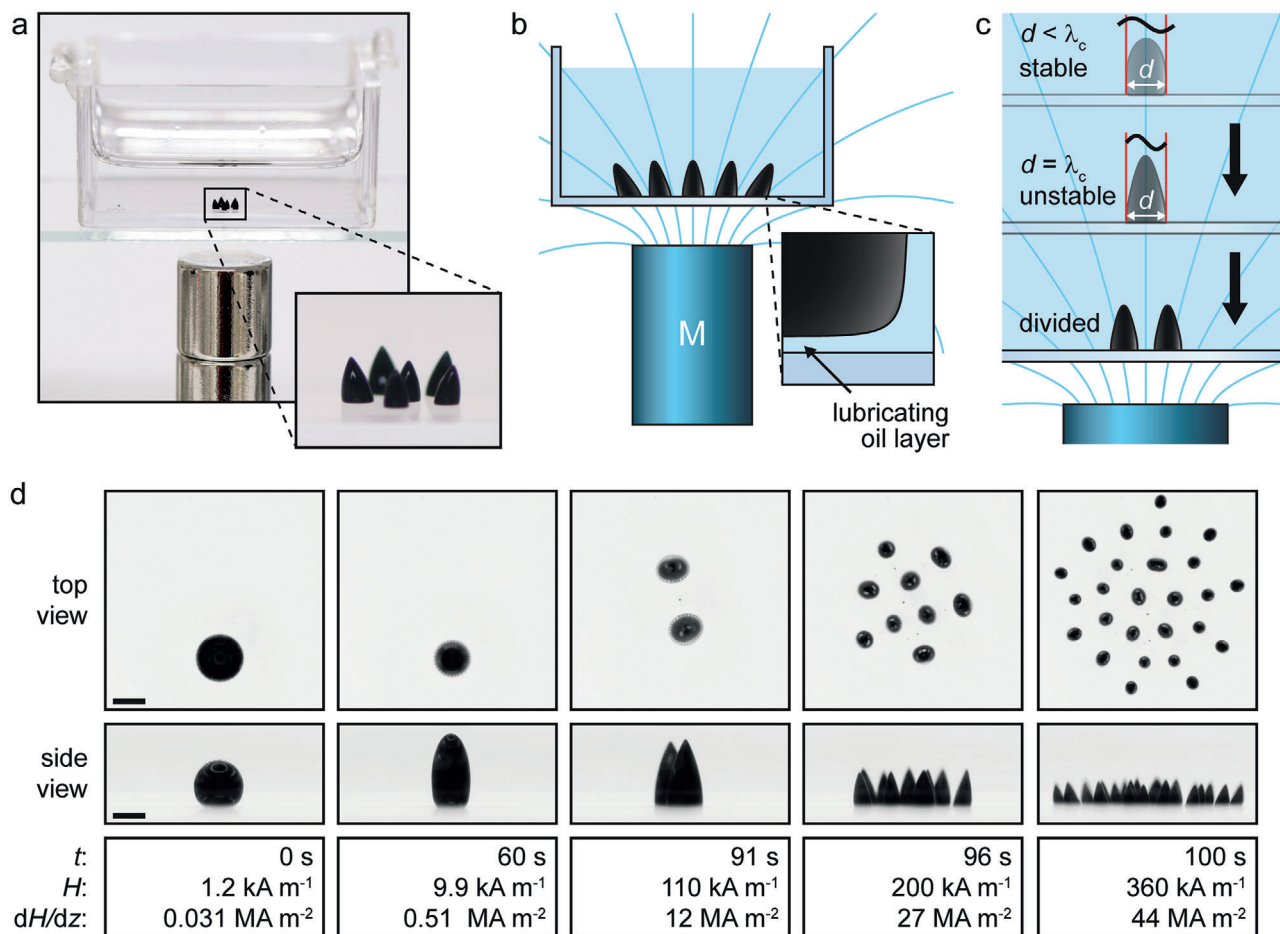 a
b
M
lubricating
oil layer
c
d < λc
stable
d
d = λc
unstable
d
divided
d
top
view
side
view
t: 0 s 60 s 91 s 96 s 100 s
H: 1.2 kA m⁻¹ 9.9 kA m⁻¹ 110 kA m⁻¹ 200 kA m⁻¹ 360 kA m⁻¹
dH/dz: 0.031 MA m⁻² 0.51 MA m⁻² 12 MA m⁻² 27 MA m⁻² 44 MA m⁻²